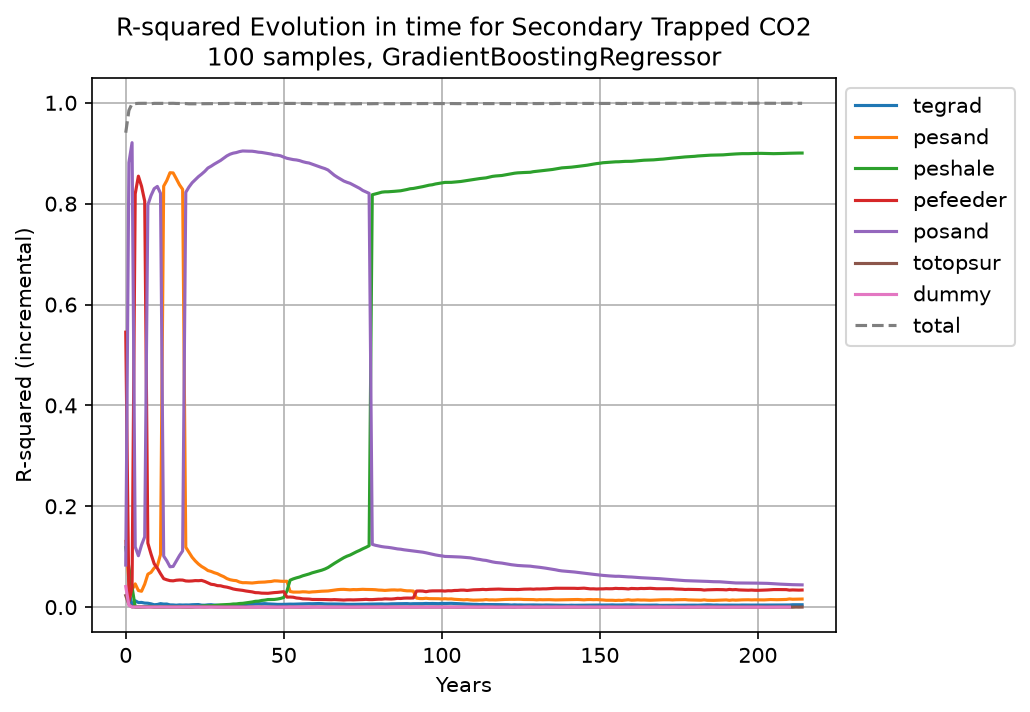 R-squared Evolution in time for Secondary Trapped CO2
100 samples, GradientBoostingRegressor
R-squared (incremental)
1.0
0.8
0.6
0.4
0.2
0.0
0
50
100
150
200
Years
tegrad
pesand
peshale
pefeeder
posand
totopsur
dummy
total